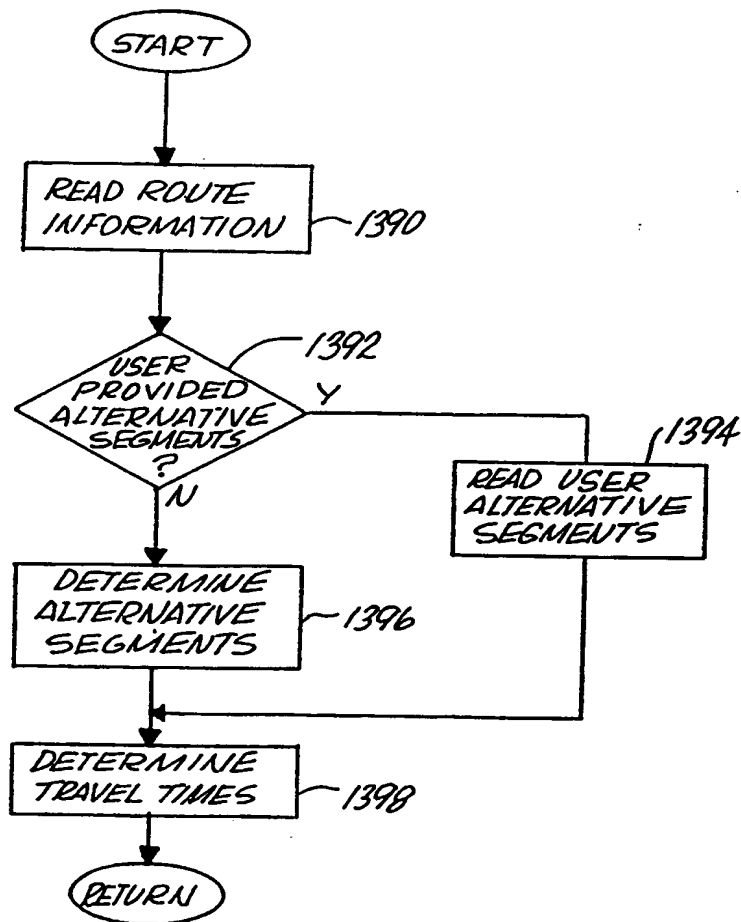 START
READ ROUTE
INFORMATION
1390
1392
USER
PROVIDED
ALTERNATIVE
SEGMENTS
?
Y
N
1394
READ USER
ALTERNATIVE
SEGMENTS
DETERMINE
ALTERNATIVE
SEGMENTS
1396
DETERMINE
TRAVEL TIMES
1398
RETURN